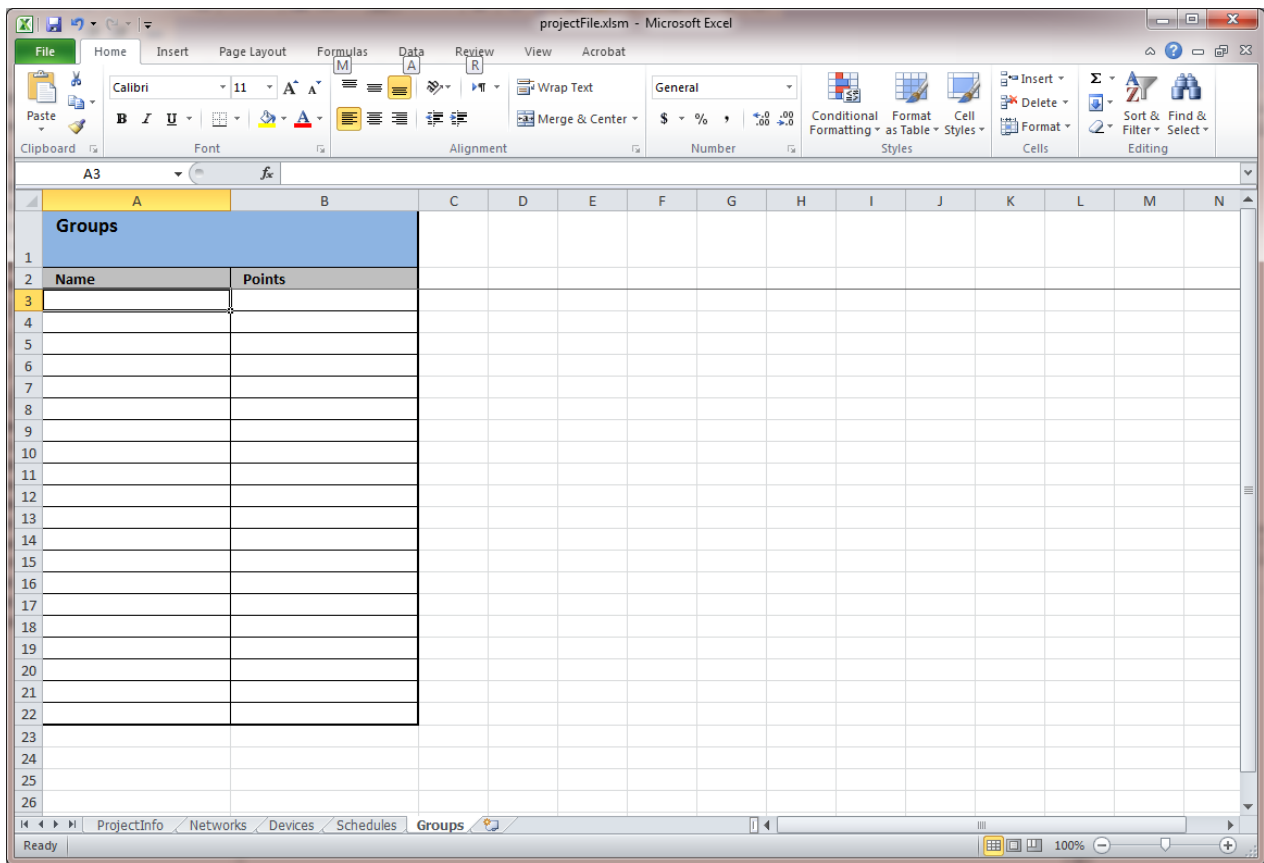 projectFile.xlsm - Microsoft Excel
File Home Insert Page Layout Formulas Data Review View Acrobat
M A R
Calibri 11 A A Wrap Text General Insert Σ
Paste Delete
B I U A Merge & Center $ % , .0 .00 .00 .0 Conditional Formatting as Table Format Cell Styles Format Sort & Filter Find & Select
Clipboard Font Alignment Number Styles Cells Editing
A3 fx
A B C D E F G H I J K L M N
1 Groups
2 Name Points
3
4
5
6
7
8
9
10
11
12
13
14
15
16
17
18
19
20
21
22
23
24
25
26
ProjectInfo Networks Devices Schedules Groups
Ready 100%